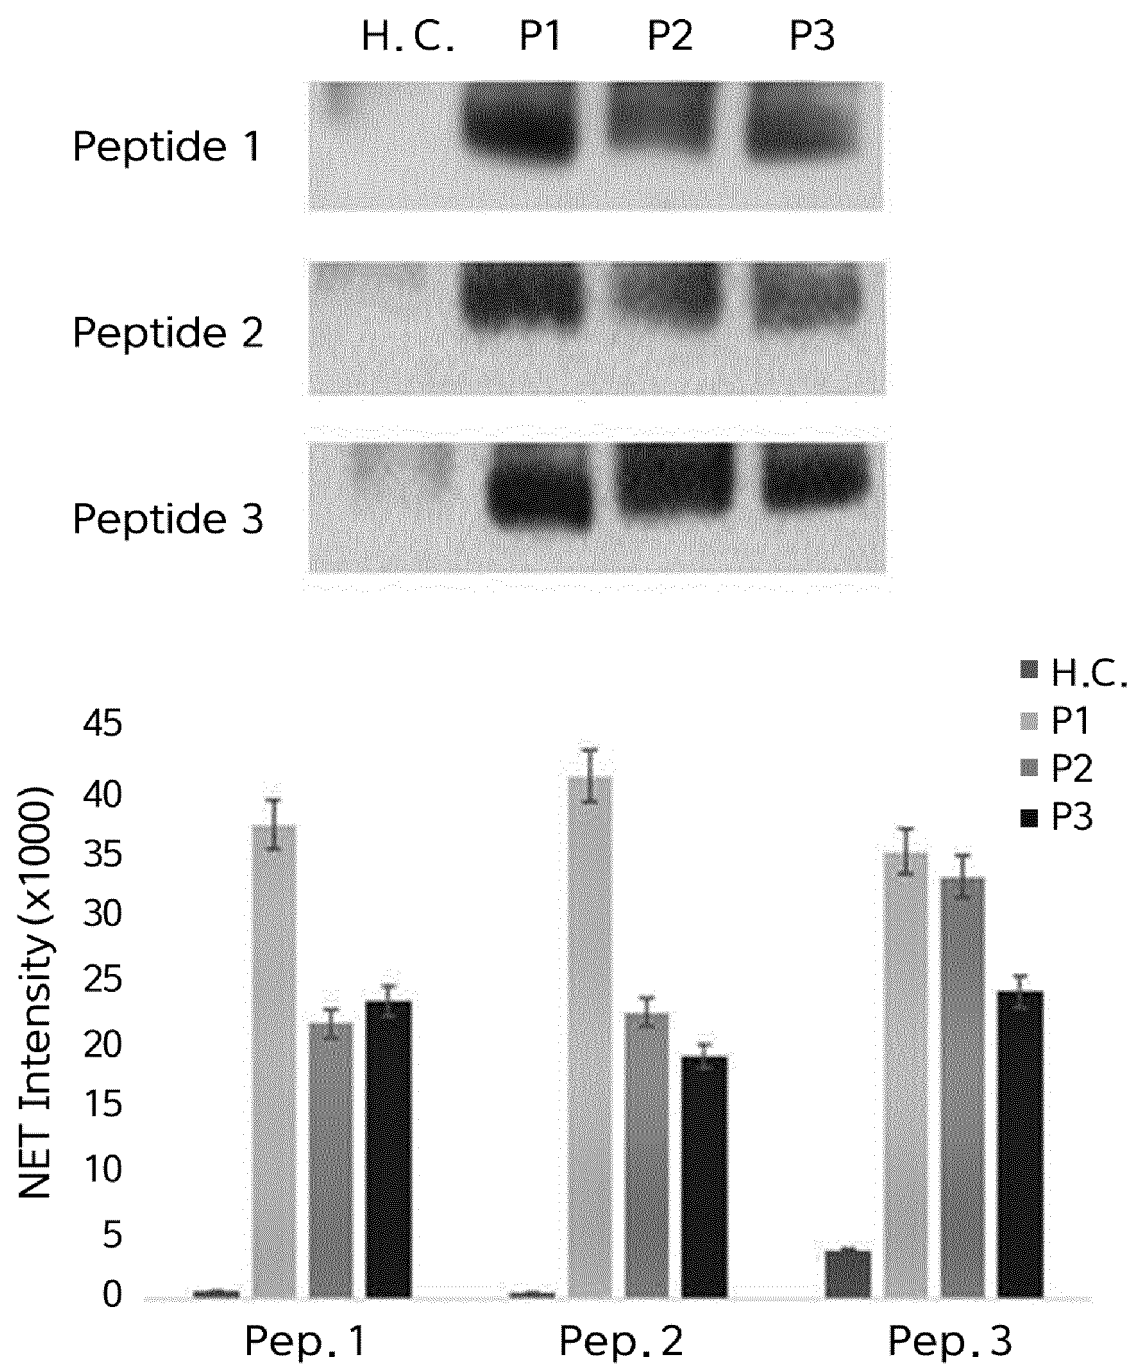 H. C. P1 P2 P3
Peptide 1
Peptide 2
Peptide 3
H.C.
P1
P2
P3
NET Intensity (x1000)
45
40
35
30
25
20
15
10
5
0
Pep. 1 Pep. 2 Pep. 3